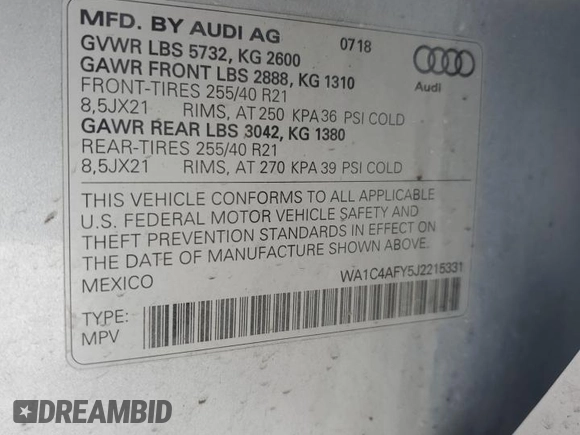 MFD. BY AUDI AG 0718
GVWR LBS 5732, KG 2600
GAWR FRONT LBS 2888, KG 1310
FRONT-TIRES 255/40 R21
8,5JX21 RIMS, AT 250 KPA 36 PSI COLD
GAWR REAR LBS 3042, KG 1380
REAR-TIRES 255/40 R21
8,5JX21 RIMS, AT 270 KPA 39 PSI COLD
Audi
THIS VEHICLE CONFORMS TO ALL APPLICABLE
U.S. FEDERAL MOTOR VEHICLE SAFETY AND
THEFT PREVENTION STANDARDS IN EFFECT ON
THE DATE OF MANUFACTURE SHOWN ABOVE.
MEXICO WA1C4AFY5J2215331
TYPE:
MPV
DREAMBID